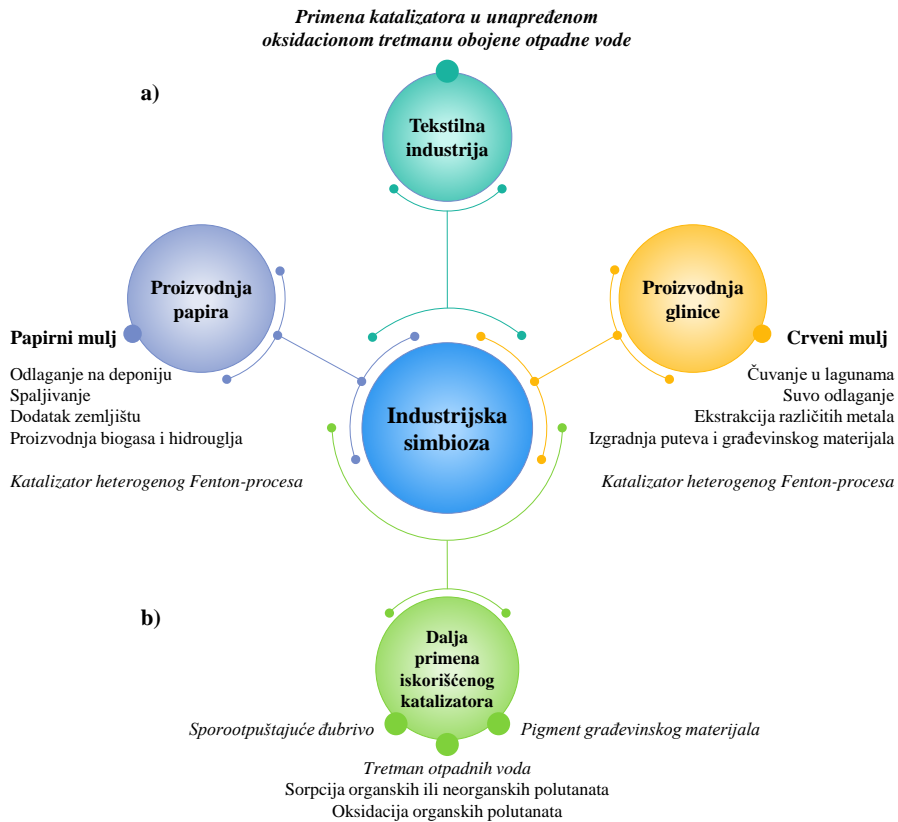 Primena katalizatora u unapređenom
oksidacionom tretmanu obojene otpadne vode
a)
Tekstilna
industrija
Proizvodnja
papira
Proizvodnja
glinice
Papirni mulj
Odlaganje na deponiju
Spaljivanje
Dodatak zemljištu
Proizvodnja biogasa i hidrouglja
Katalizator heterogenog Fenton-procesa
Industrijska
simbioza
Crveni mulj
Čuvanje u lagunama
Suvo odlaganje
Ekstrakcija različitih metala
Izgradnja puteva i građevinskog materijala
Katalizator heterogenog Fenton-procesa
b)
Dalja
primena
iskorišćenog
katalizatora
Sporootpuštajuće đubrivo
Pigment građevinskog materijala
Tretman otpadnih voda
Sorpcija organskih ili neorganskih polutanata
Oksidacija organskih polutanata